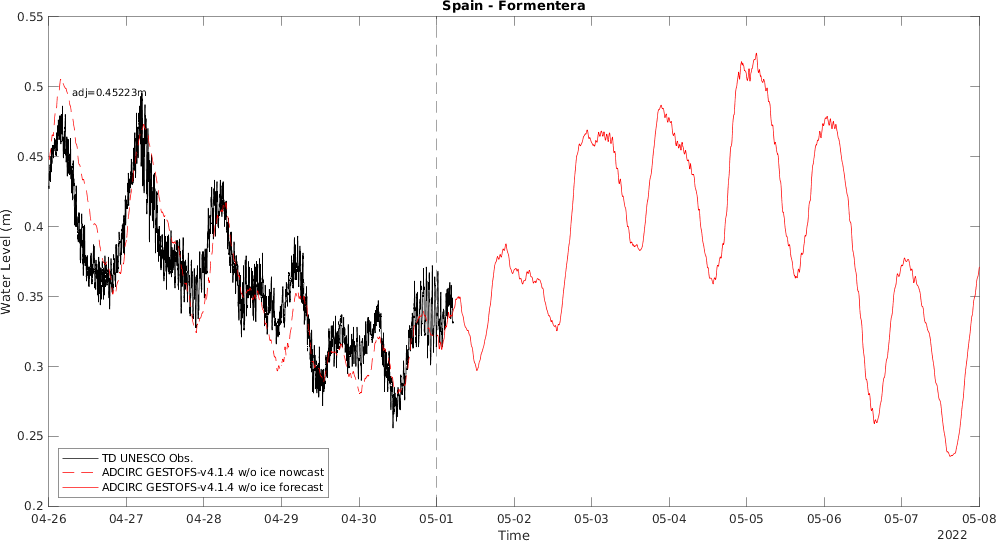 Spain - Formentera
0.55
0.5
0.45
0.4
0.35
0.3
0.25
0.2
Water Level (m)
adj=0.45223m
TD UNESCO Obs.
ADCIRC GESTOFS-v4.1.4 w/o ice nowcast
ADCIRC GESTOFS-v4.1.4 w/o ice forecast
04-26 04-27 04-28 04-29 04-30 05-01 05-02 05-03 05-04 05-05 05-06 05-07 05-08
Time
2022